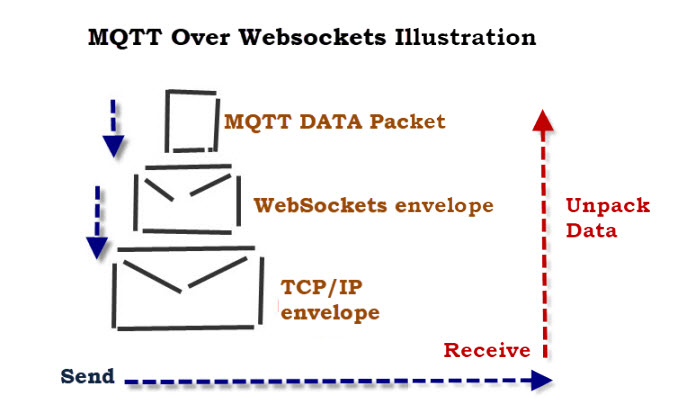 MQTT Over Websockets Illustration
MQTT DATA Packet
WebSockets envelope
Unpack
Data
TCP/IP
envelope
Receive
Send